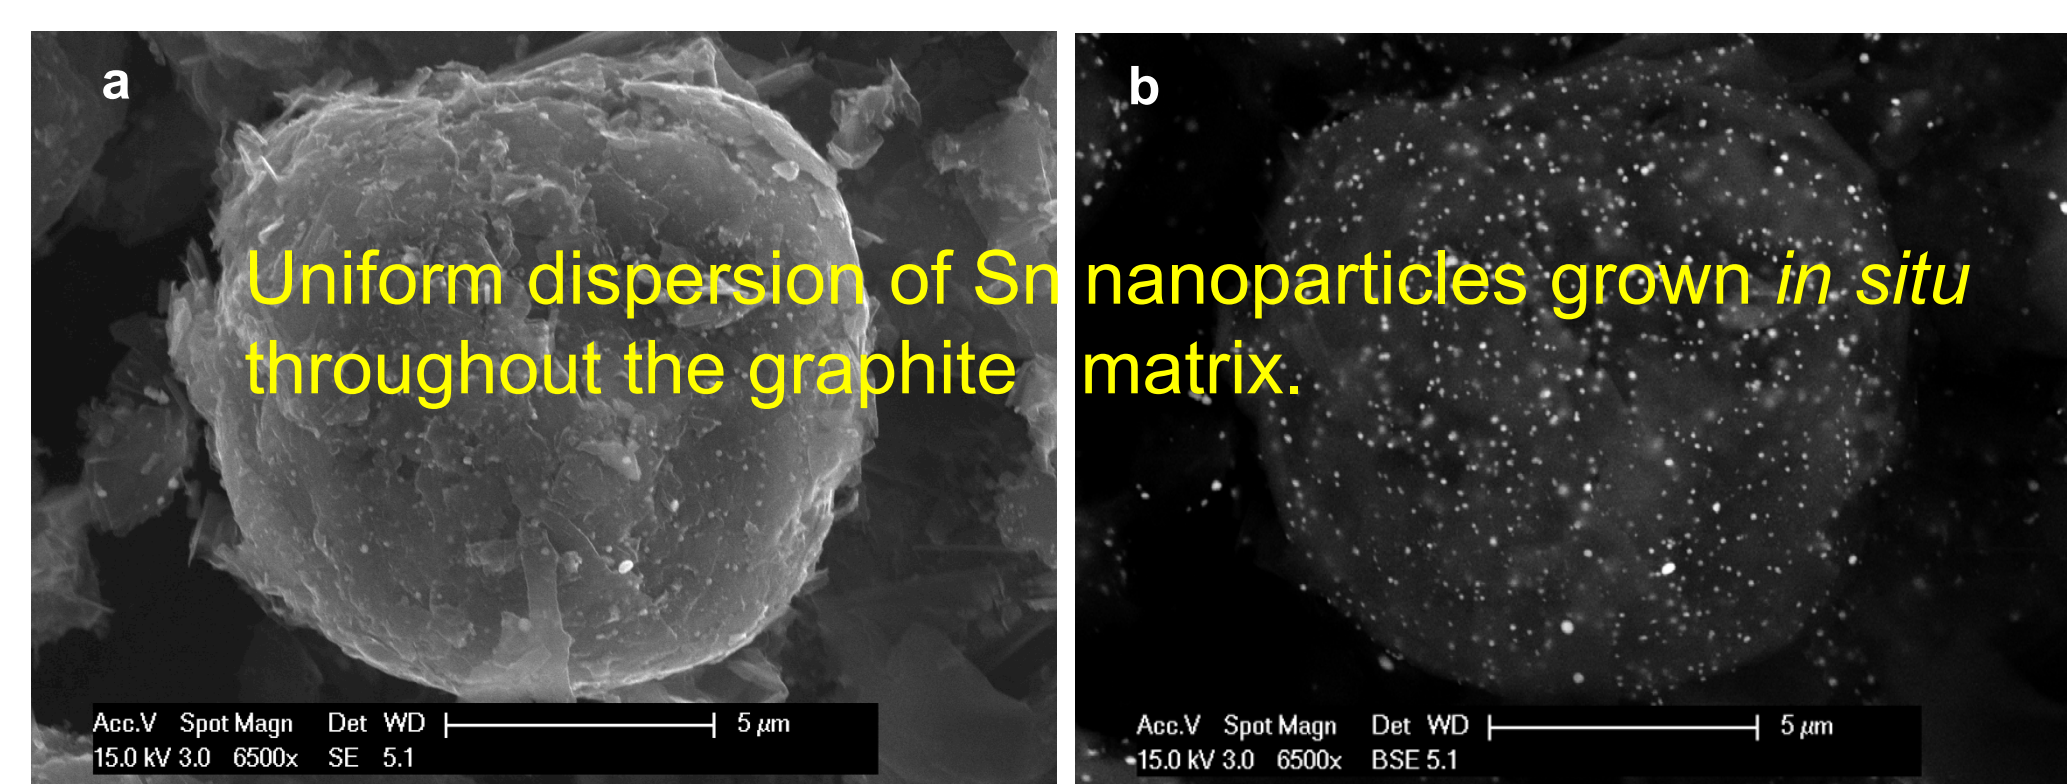 a
b
Uniform dispersion of Sn nanoparticles grown in situ
throughout the graphite matrix.
Acc.V Spot Magn Det WD 5 µm
15.0 kV 3.0 6500x SE 5.1
Acc.V Spot Magn Det WD 5 µm
15.0 kV 3.0 6500x BSE 5.1